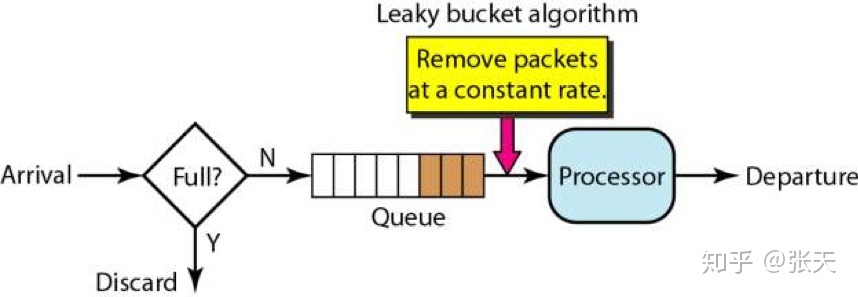 Leaky bucket algorithm
Remove packets
at a constant rate.
Arrival
Full?
N
Queue
Processor
Departure
Y
Discard
知乎 @张天